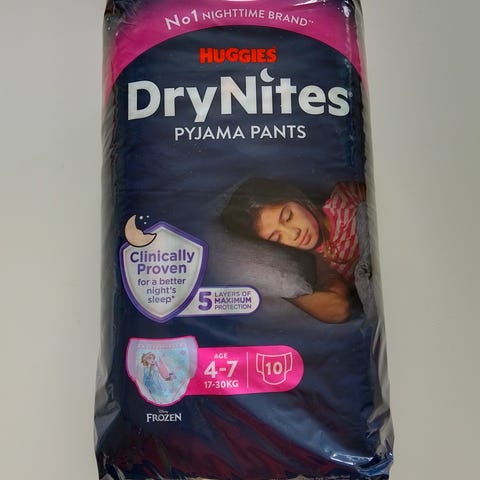 No1 NIGHTTIME BRAND**
HUGGIES
DryNites®
PYJAMA PANTS
Clinically
Proven
for a better
night's
sleep*
5 LAYERS OF
MAXIMUM
PROTECTION
AGE
4-7
17-30KG
10
Disney
FROZEN